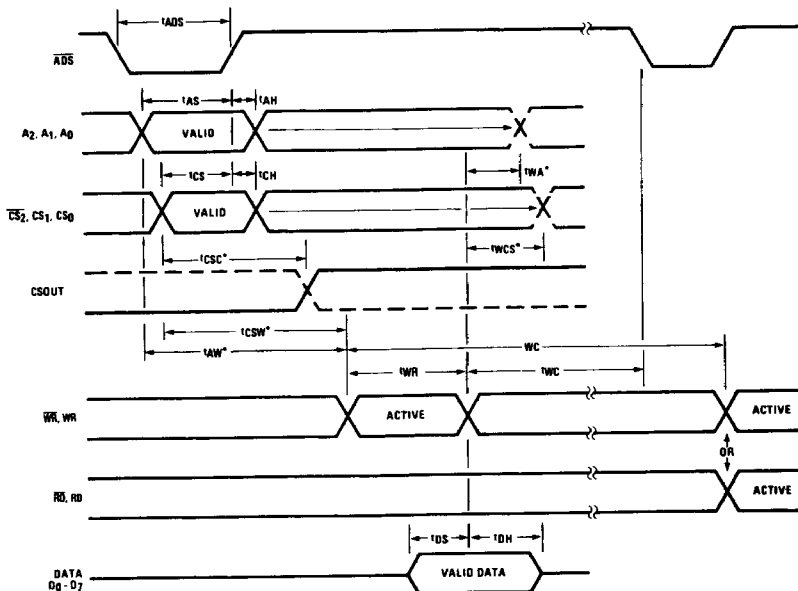 tADS
ADS
tAS tAH
A2, A1, A0 VALID
tCS tCH tWA*
CS2, CS1, CS0 VALID
tCSC* tWCS*
CSOUT
tCSW*
tAW* WC
tWR tWC
WR, WR ACTIVE ACTIVE
OR
RD, RD ACTIVE
tDS tDH
DATA
D0 - D7 VALID DATA